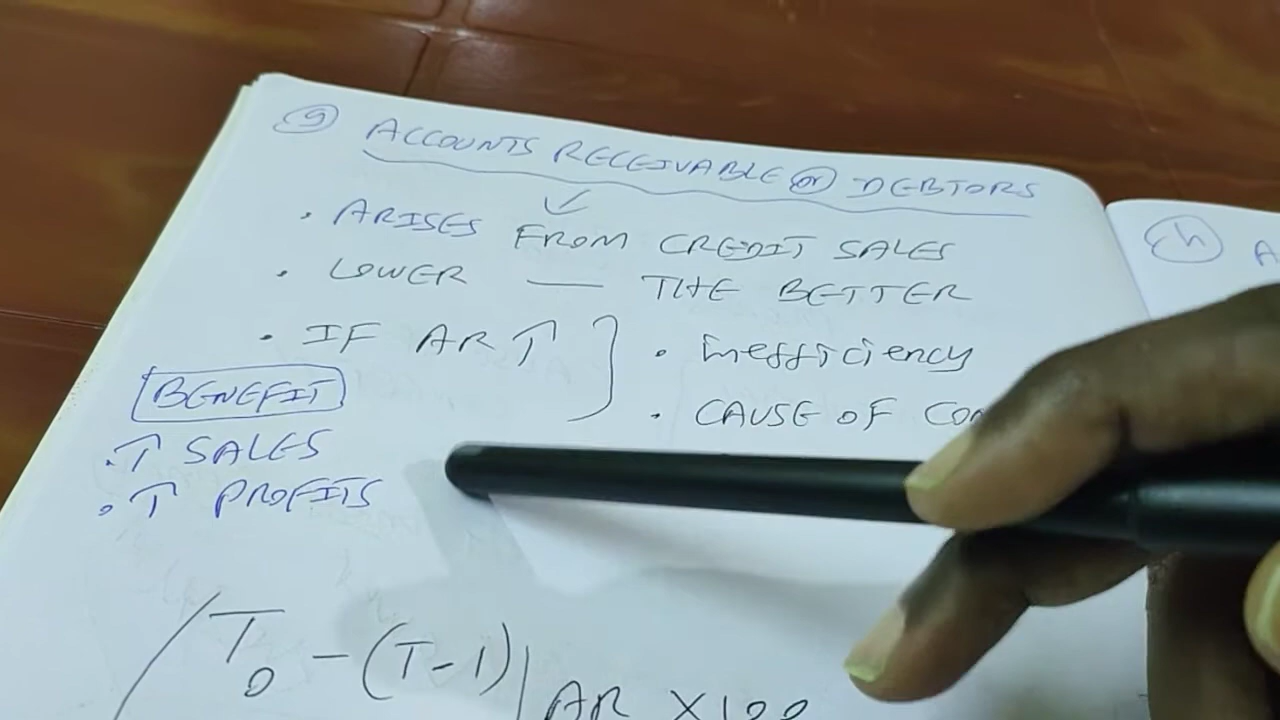 g ACCOUNTS RECEIVABLE or DEBTORS
. ARISES FROM CREDIT SALES
. LOWER — THE BETTER
. IF AR ↑ } . inefficiency
. CAUSE OF
BENEFIT
. ↑ SALES
. ↑ PROFITS
T0 - (T-1) | AR X100
h